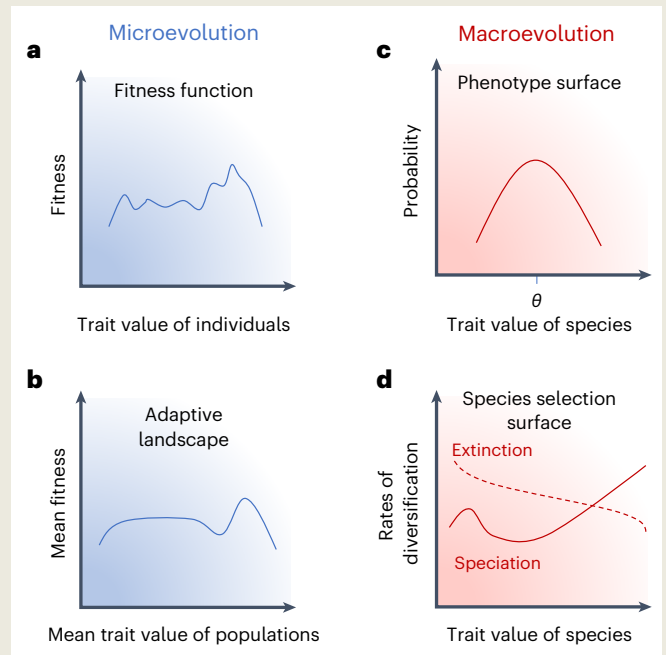 Microevolution
a
Fitness function
Fitness
Trait value of individuals
b
Adaptive
landscape
Mean fitness
Mean trait value of populations
Macroevolution
c
Phenotype surface
Probability
θ
Trait value of species
d
Species selection
surface
Extinction
Rates of
diversification
Speciation
Trait value of species